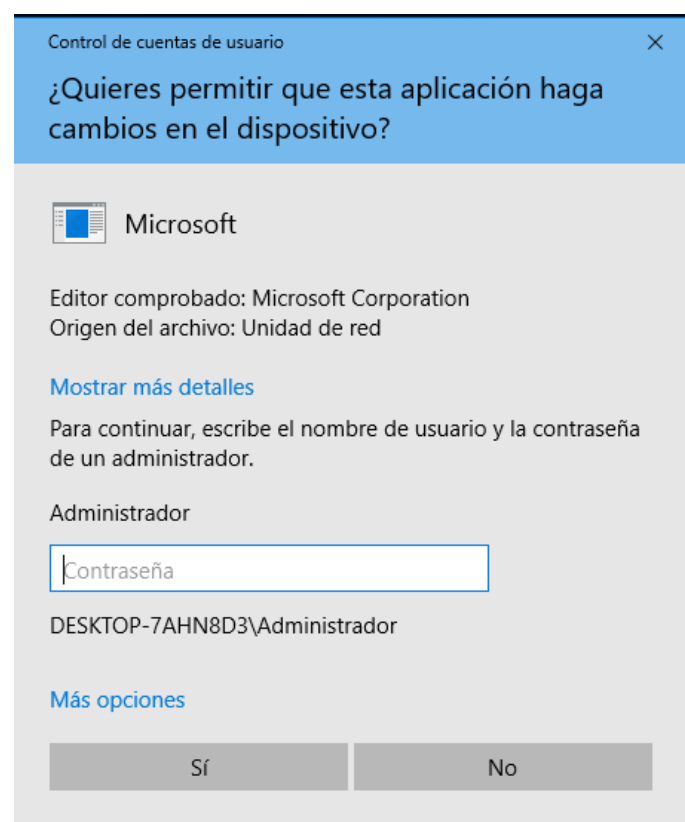 Control de cuentas de usuario
¿Quieres permitir que esta aplicación haga
cambios en el dispositivo?
Microsoft
Editor comprobado: Microsoft Corporation
Origen del archivo: Unidad de red
Mostrar más detalles
Para continuar, escribe el nombre de usuario y la contraseña
de un administrador.
Administrador
Contraseña
DESKTOP-7AHN8D3\Administrador
Más opciones
Sí
No